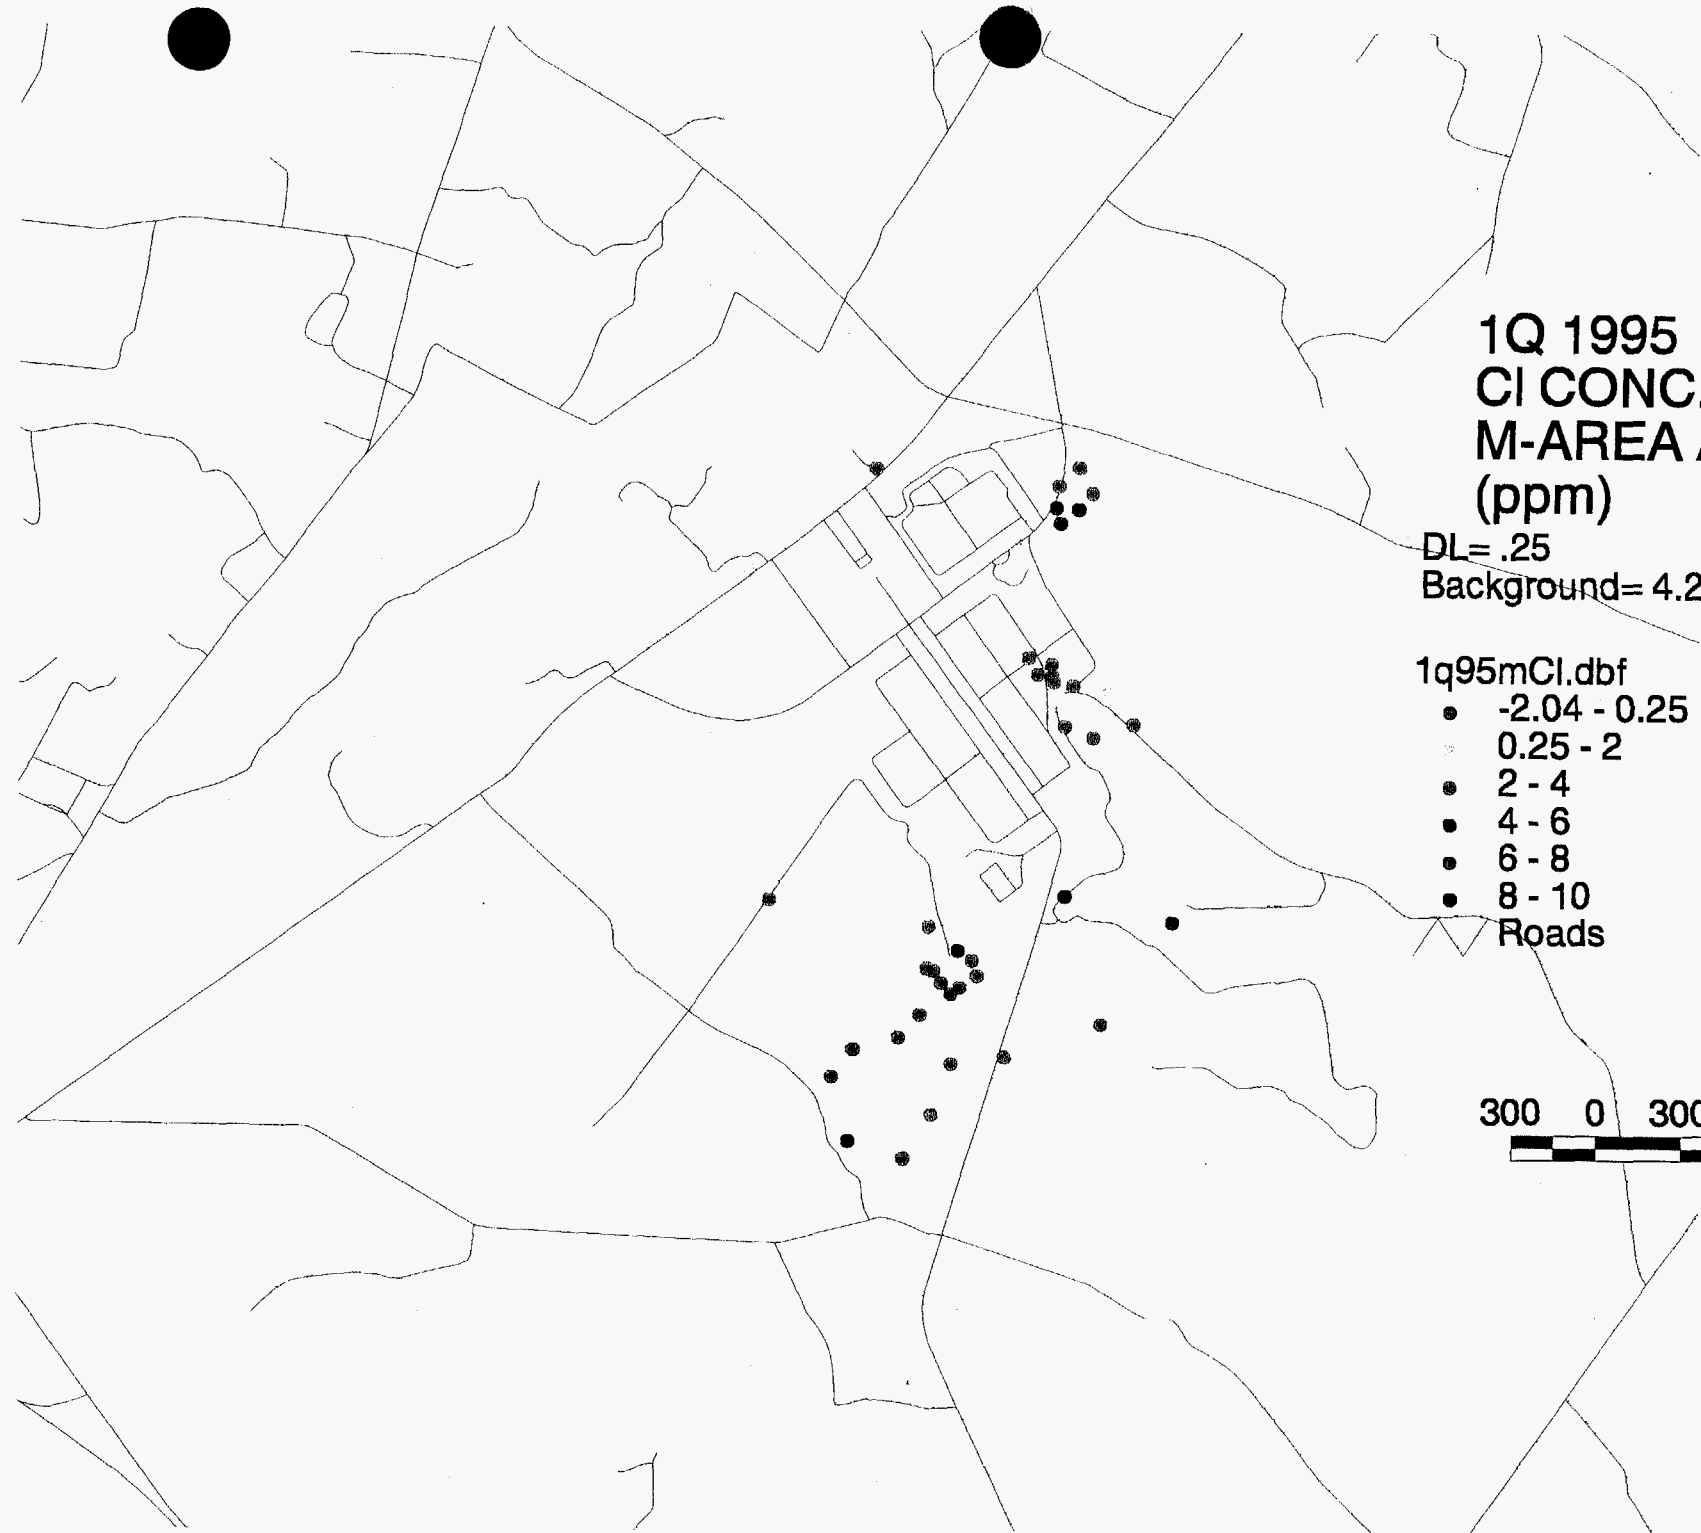 1Q 1995
Cl CONC.
M-AREA
(ppm)
DL= .25
Background= 4.2
1q95mCl.dbf
-2.04 - 0.25
0.25 - 2
2 - 4
4 - 6
6 - 8
8 - 10
Roads
300 0 300